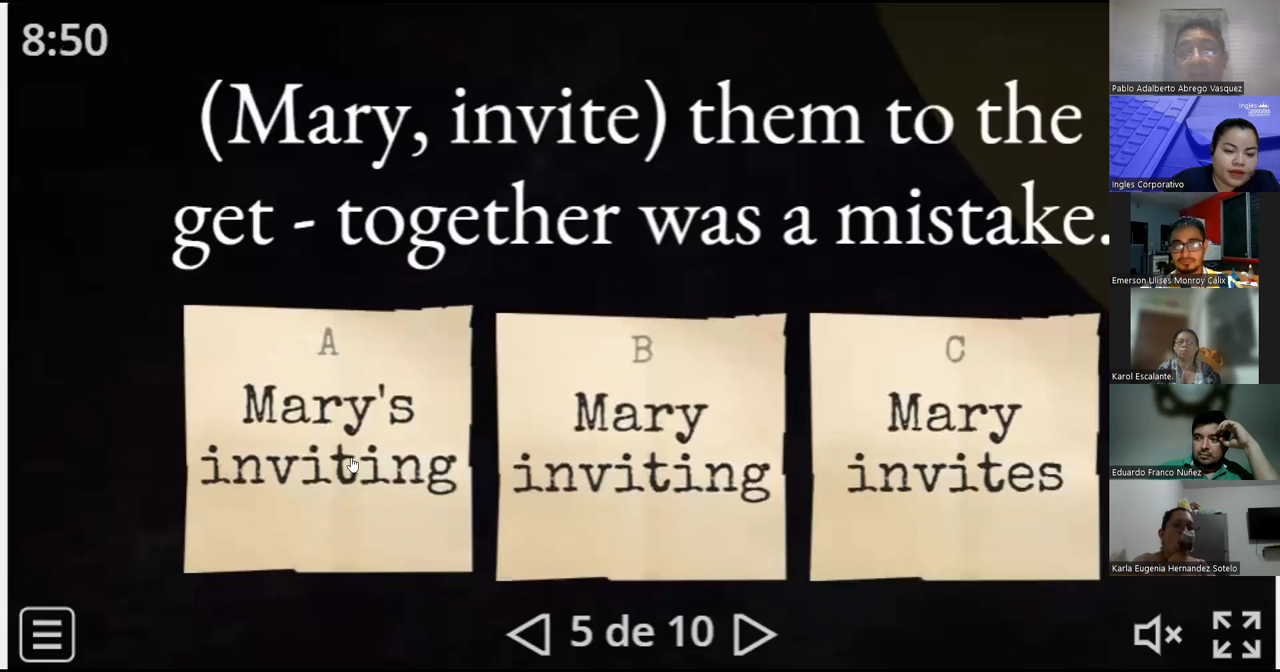 8:50
(Mary, invite) them to the
get - together was a mistake.
A
Mary's
inviting
B
Mary
inviting
C
Mary
invites
5 de 10
Pablo Adalberto Abrego Vasquez
Ingles Corporativo
Emerson Ulises Monroy Cálix
Karol Escalante.
Eduardo Franco Nuñez
Karla Eugenia Hernandez Sotelo